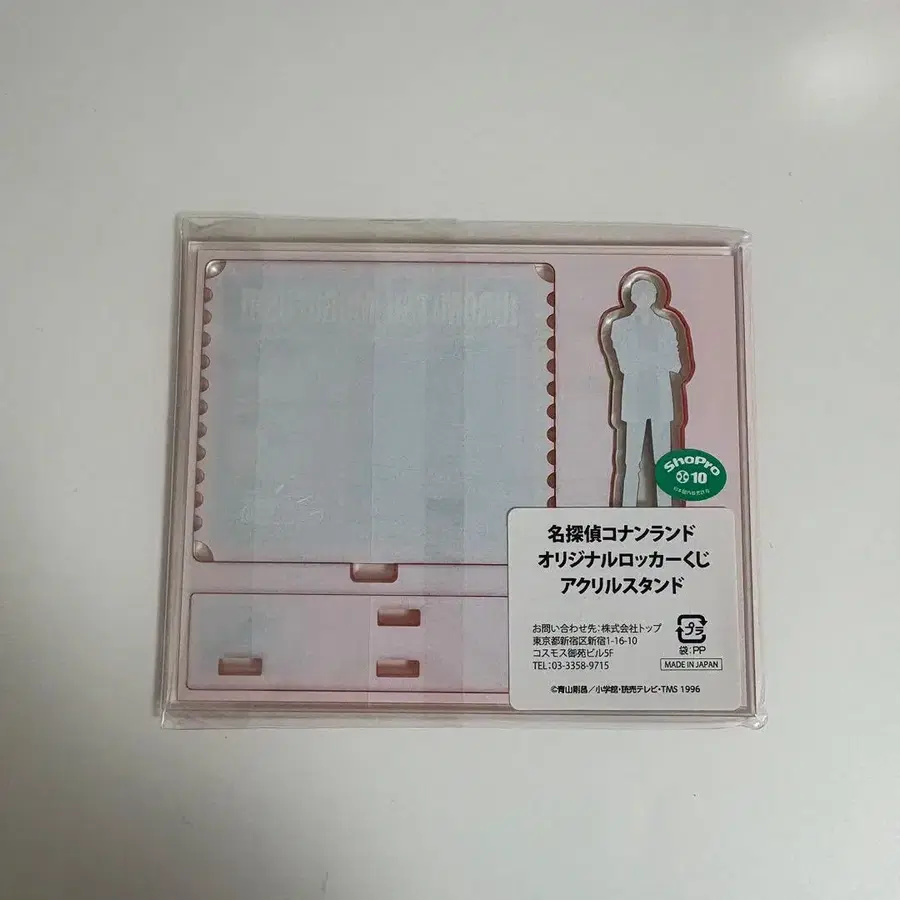 ShoPro
10
名探偵コナンランド
オリジナルロッカーくじ
アクリルスタンド
お問い合わせ先:株式会社トップ
東京都新宿区新宿1-16-10
コスモス御苑ビル5F
TEL:03-3358-9715
プラ
袋:PP
MADE IN JAPAN
©青山剛昌/小学館・読売テレビ・TMS 1996